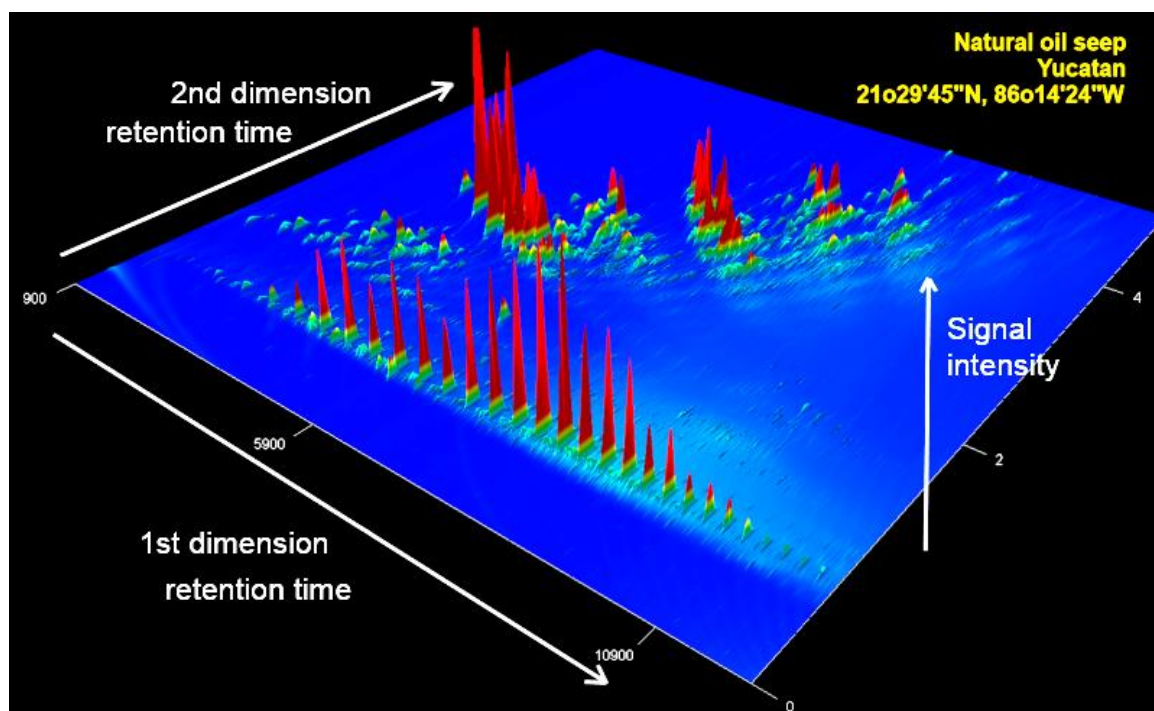 Natural oil seep
Yucatan
21o29'45"N, 86o14'24"W
2nd dimension
retention time
900
4
Signal
intensity
5900
2
1st dimension
retention time
10900
0